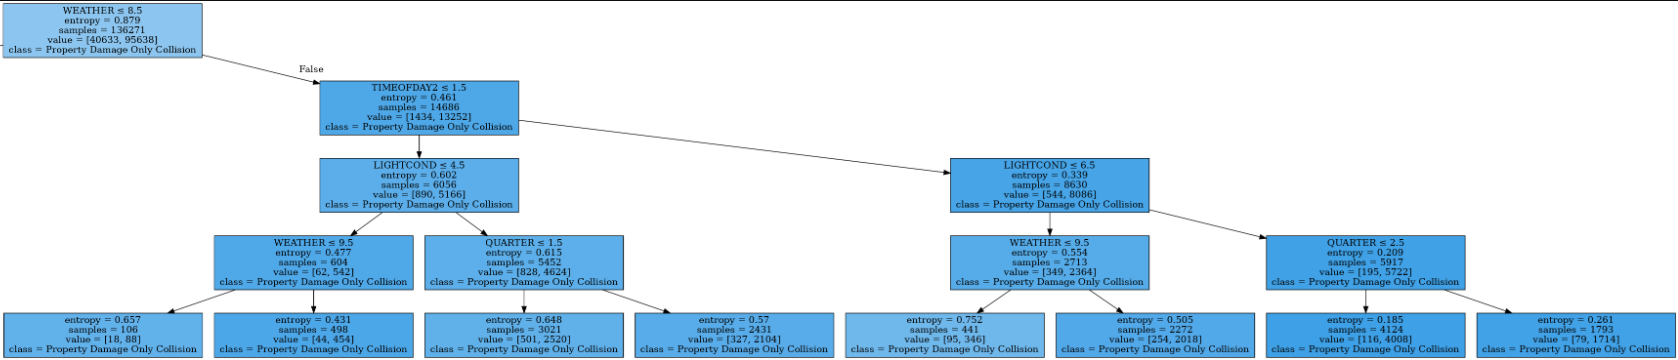 WEATHER ≤ 8.5
entropy = 0.879
samples = 136271
value = [40633, 95638]
class = Property Damage Only Collision
False
TIMEOFDAY2 ≤ 1.5
entropy = 0.461
samples = 14686
value = [1434, 13252]
class = Property Damage Only Collision
LIGHTCOND ≤ 4.5
entropy = 0.602
samples = 6056
value = [890, 5166]
class = Property Damage Only Collision
LIGHTCOND ≤ 6.5
entropy = 0.339
samples = 8630
value = [544, 8086]
class = Property Damage Only Collision
WEATHER ≤ 9.5
entropy = 0.477
samples = 604
value = [62, 542]
class = Property Damage Only Collision
QUARTER ≤ 1.5
entropy = 0.615
samples = 5452
value = [828, 4624]
class = Property Damage Only Collision
WEATHER ≤ 9.5
entropy = 0.554
samples = 2713
value = [349, 2364]
class = Property Damage Only Collision
QUARTER ≤ 2.5
entropy = 0.209
samples = 5917
value = [195, 5722]
class = Property Damage Only Collision
entropy = 0.657
samples = 106
value = [18, 88]
class = Property Damage Only Collision
entropy = 0.431
samples = 498
value = [44, 454]
class = Property Damage Only Collision
entropy = 0.648
samples = 3021
value = [501, 2520]
class = Property Damage Only Collision
entropy = 0.57
samples = 2431
value = [327, 2104]
class = Property Damage Only Collision
entropy = 0.752
samples = 441
value = [95, 346]
class = Property Damage Only Collision
entropy = 0.505
samples = 2272
value = [254, 2018]
class = Property Damage Only Collision
entropy = 0.185
samples = 4124
value = [116, 4008]
class = Property Damage Only Collision
entropy = 0.261
samples = 1793
value = [79, 1714]
class = Property Damage Only Collision